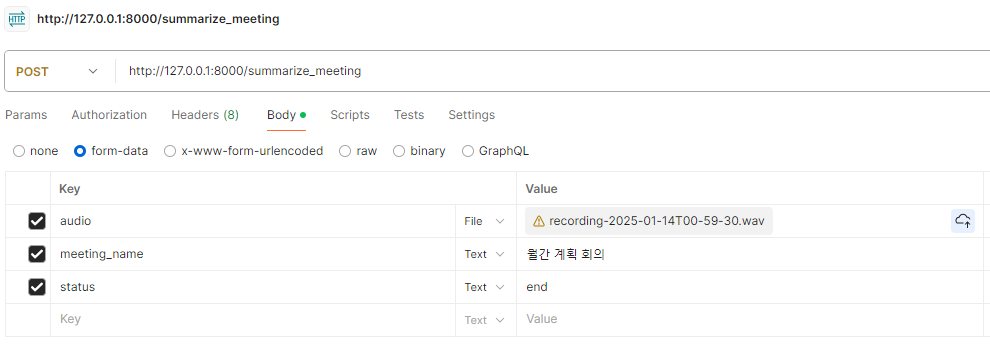 HTTP http://127.0.0.1:8000/summarize_meeting
POST http://127.0.0.1:8000/summarize_meeting
Params Authorization Headers (8) Body Scripts Tests Settings
none form-data x-www-form-urlencoded raw binary GraphQL
Key Value
audio File recording-2025-01-14T00-59-30.wav
meeting_name Text 월간 계획 회의
status Text end
Key Text Value